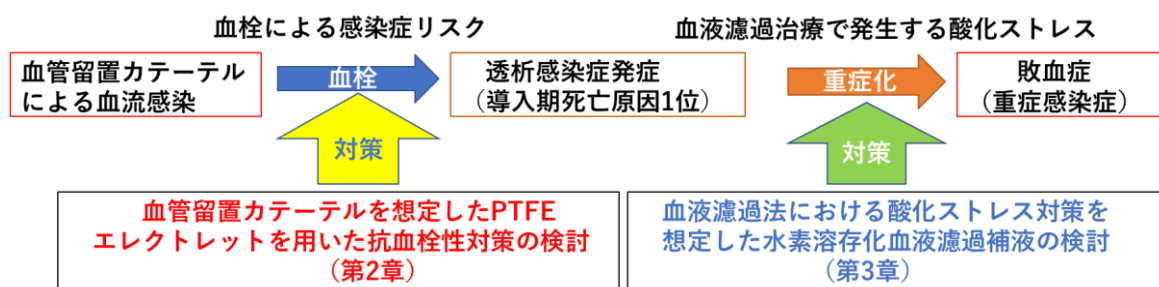 血栓による感染症リスク
血液濾過治療で発生する酸化ストレス
血管留置カテーテル
による血流感染
血栓
透析感染症発症
（導入期死亡原因1位）
重症化
敗血症
（重症感染症）
対策
対策
血管留置カテーテルを想定したPTFE
エレクトレットを用いた抗血栓性対策の検討
（第2章）
血液濾過法における酸化ストレス対策を
想定した水素溶存化血液濾過補液の検討
（第3章）